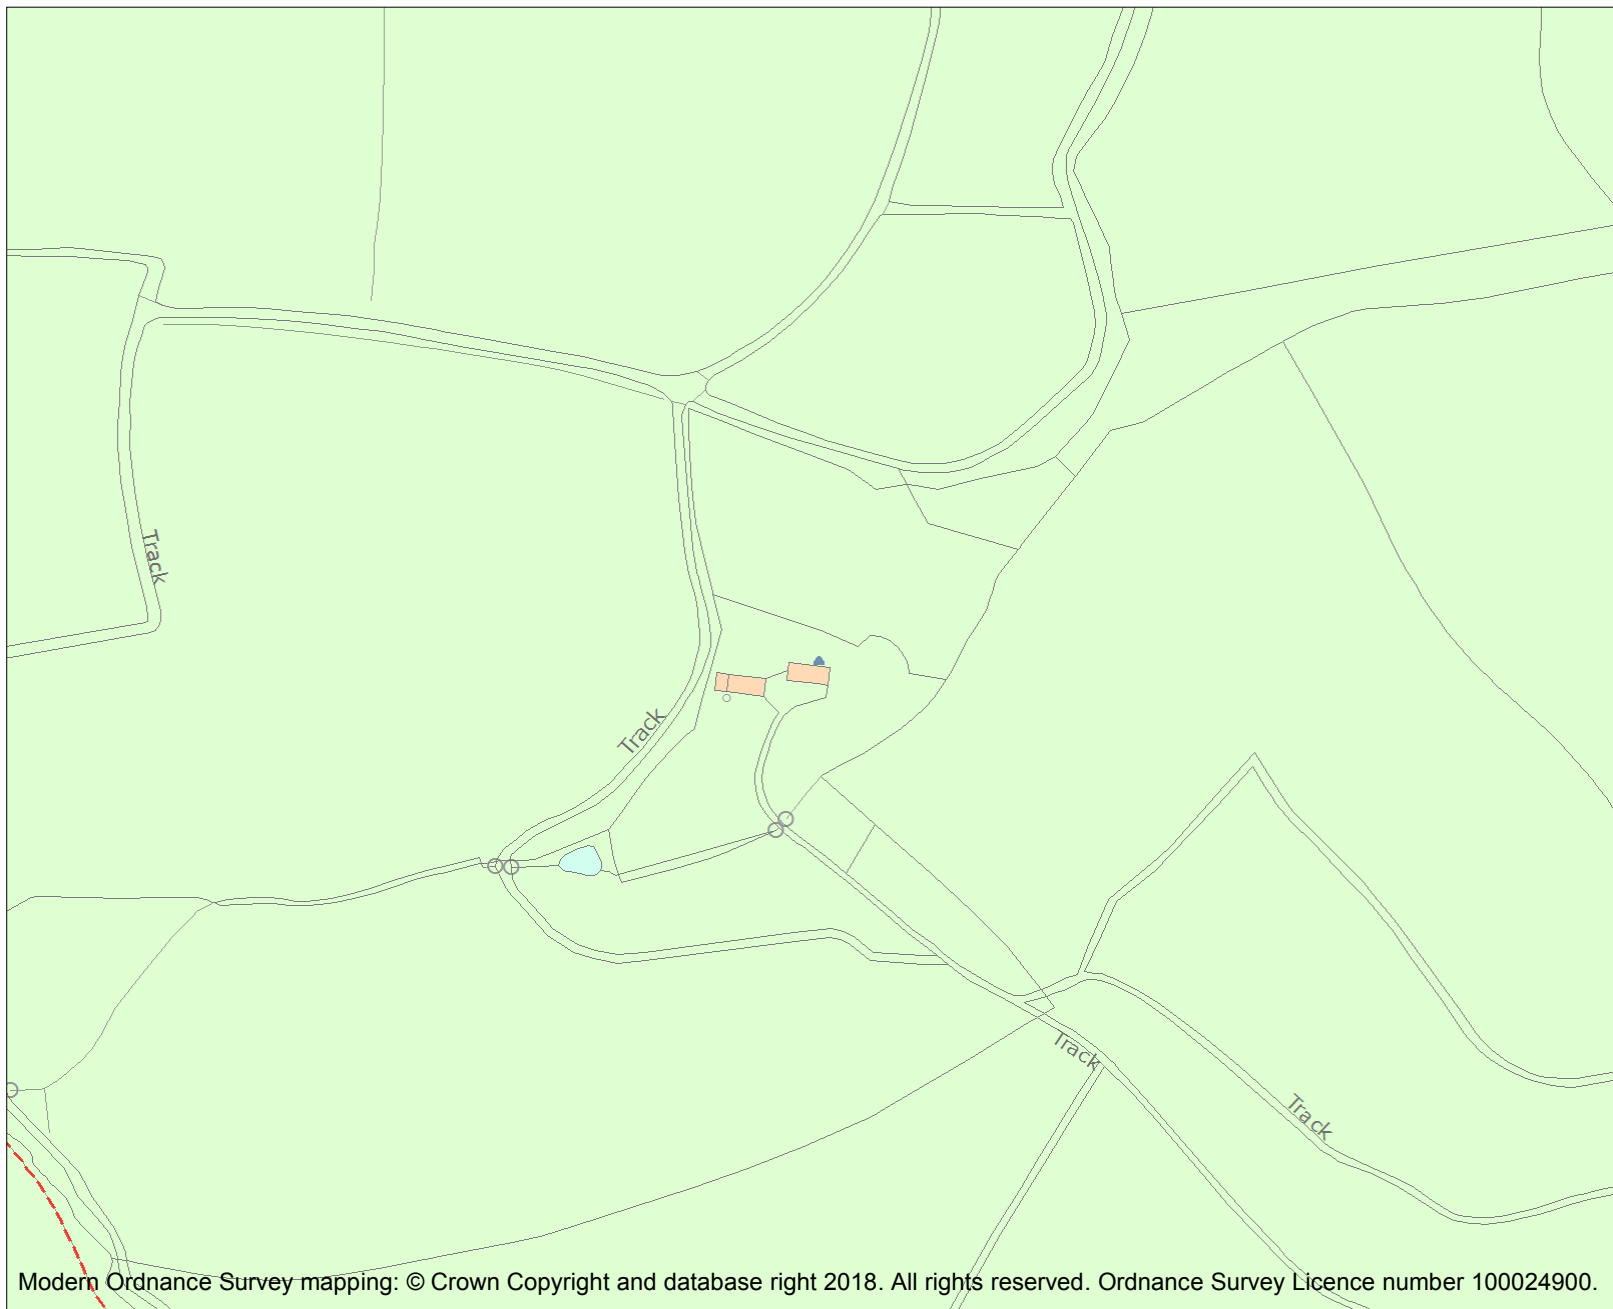 Track
Track
Track
Track
Modern Ordnance Survey mapping: © Crown Copyright and database right 2018. All rights reserved. Ordnance Survey Licence number 100024900.